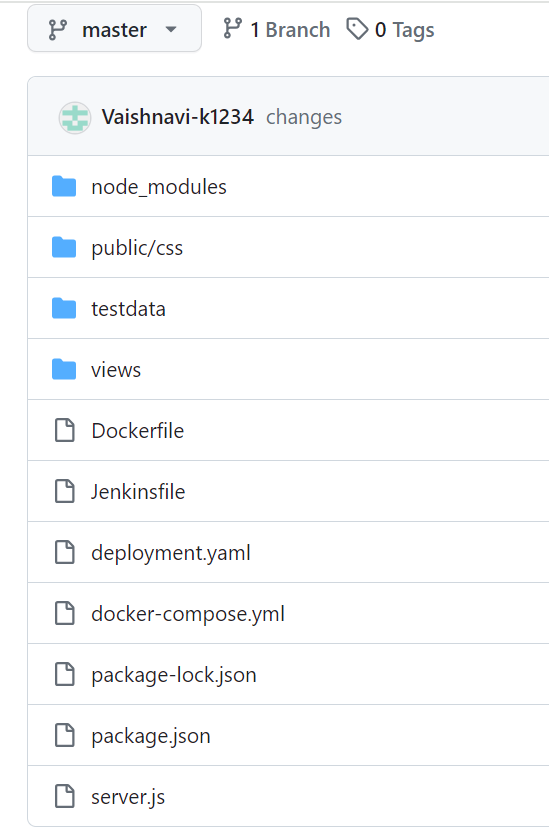 master 1 Branch 0 Tags
Vaishnavi-k1234 changes
node_modules
public/css
testdata
views
Dockerfile
Jenkinsfile
deployment.yaml
docker-compose.yml
package-lock.json
package.json
server.js